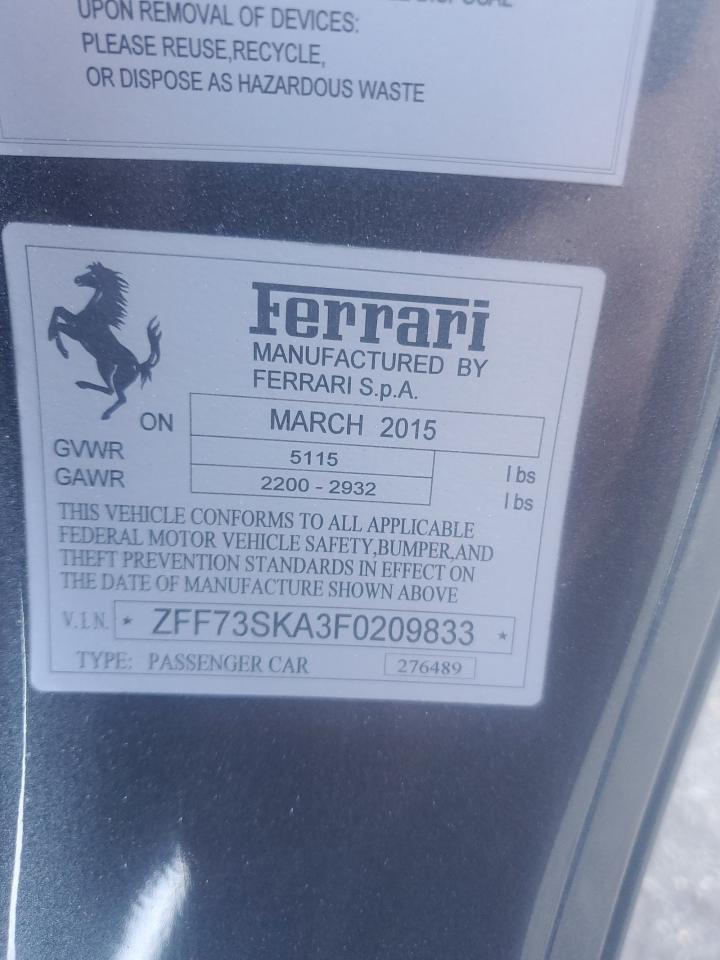 DISPOSAL
UPON REMOVAL OF DEVICES:
PLEASE REUSE,RECYCLE,
OR DISPOSE AS HAZARDOUS WASTE
Ferrari
MANUFACTURED BY
FERRARI S.p.A.
ON MARCH 2015
GVWR 5115 lbs
GAWR 2200 - 2932 lbs
THIS VEHICLE CONFORMS TO ALL APPLICABLE
FEDERAL MOTOR VEHICLE SAFETY,BUMPER,AND
THEFT PREVENTION STANDARDS IN EFFECT ON
THE DATE OF MANUFACTURE SHOWN ABOVE
V.I.N. * ZFF73SKA3F0209833 *
TYPE: PASSENGER CAR 276489